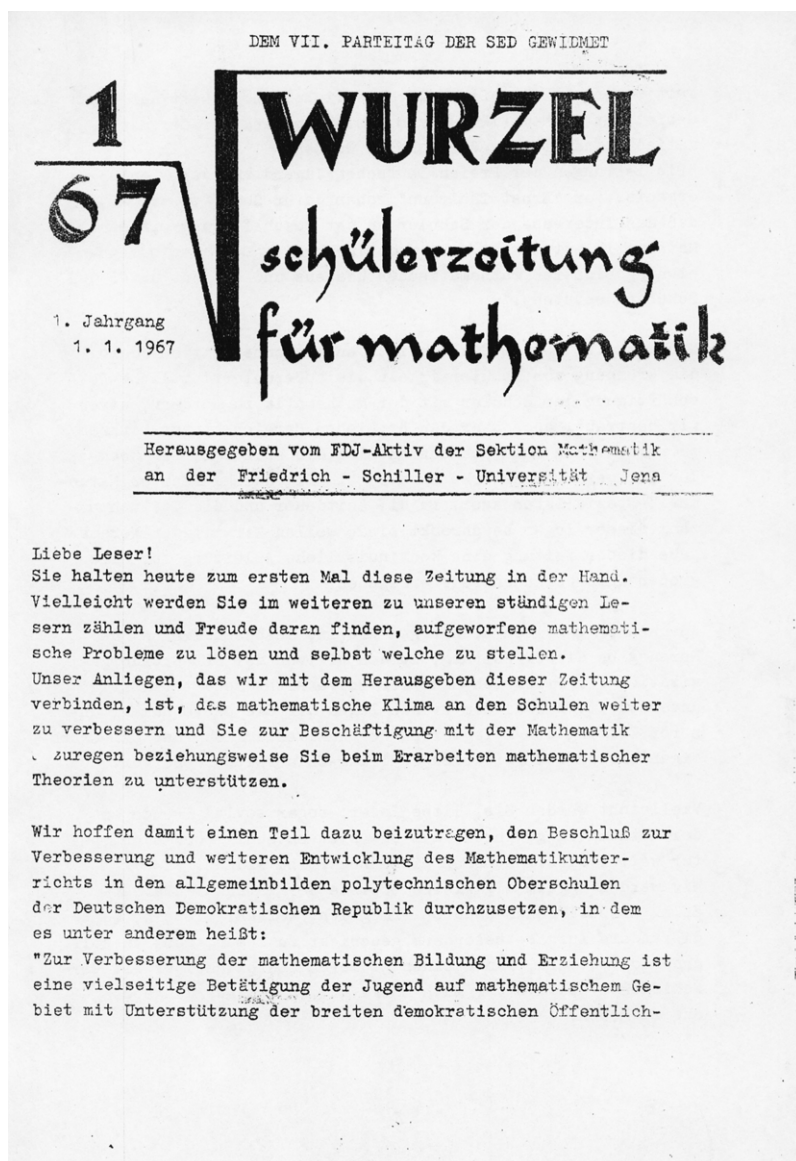 DEM VII. PARTEITAG DER SED GEWIDMET
1
67
WURZEL
schülerzeitung
für mathematik
1. Jahrgang
1. 1. 1967
Herausgegeben vom FDJ-Aktiv der Sektion Mathematik
an der Friedrich - Schiller - Universität Jena
Liebe Leser!
Sie halten heute zum ersten Mal diese Zeitung in der Hand.
Vielleicht werden Sie im weiteren zu unseren ständigen Le-
sern zählen und Freude daran finden, aufgeworfene mathemati-
sche Probleme zu lösen und selbst welche zu stellen.
Unser Anliegen, das wir mit dem Herausgeben dieser Zeitung
verbinden, ist, das mathematische Klima an den Schulen weiter
zu verbessern und Sie zur Beschäftigung mit der Mathematik
zuregen beziehungsweise Sie beim Erarbeiten mathematischer
Theorien zu unterstützen.
Wir hoffen damit einen Teil dazu beizutragen, den Beschluß zur
Verbesserung und weiteren Entwicklung des Mathematikunter-
richts in den allgemeinbilden polytechnischen Oberschulen
der Deutschen Demokratischen Republik durchzusetzen, in dem
es unter anderem heißt:
"Zur Verbesserung der mathematischen Bildung und Erziehung ist
eine vielseitige Betätigung der Jugend auf mathematischem Ge-
biet mit Unterstützung der breiten demokratischen Öffentlich-